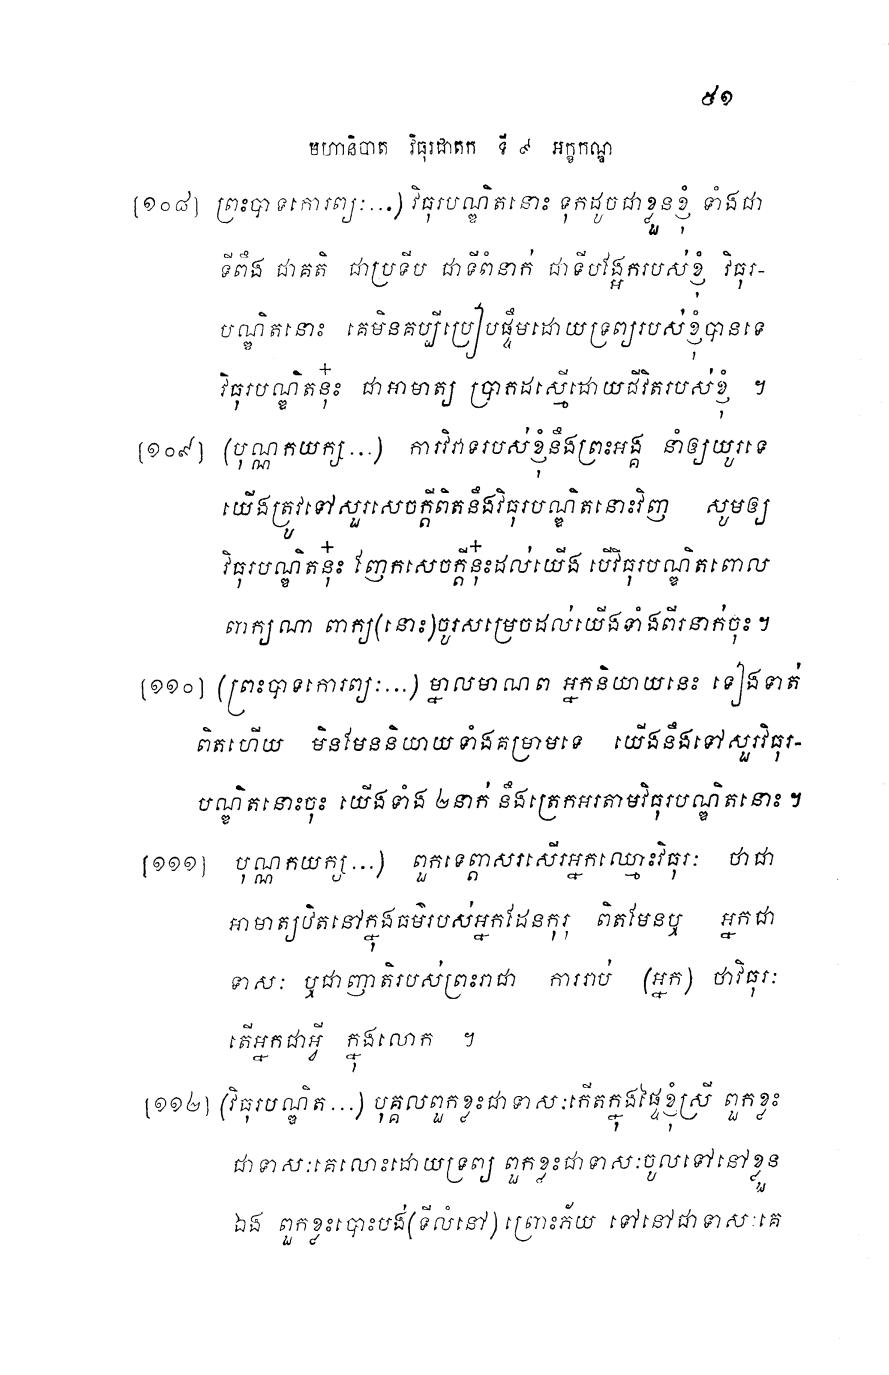 ៥១
មហានិបាត វិធុរជាតក ទី ៩ អក្ខកណ្ឌ
[១០៨] ព្រះបាទកោរព្យៈ...) វិធុរបណ្ឌិតនោះ ទុកដូចជាខ្លួនខ្ញុំ ទាំងជា
ទីពឹង ជាគតិ ជាប្រទីប ជាទីពំនាក់ ជាទីបង្អែករបស់ខ្ញុំ វិធុរ-
បណ្ឌិតនោះ គេមិនគប្បីប្រៀបផ្ទឹមដោយទ្រព្យរបស់ខ្ញុំបានទេ
វិធុរបណ្ឌិតនុ៎ះ ជាអាមាត្យ ប្រាកដស្មើដោយជីវិតរបស់ខ្ញុំ ។
[១០៩] (បុណ្ណកយក្ស...) ការវិវាទរបស់ខ្ញុំនឹងព្រះអង្គ នាំឲ្យយូរទេ
យើងត្រូវទៅសួរសេចក្តីពិតនឹងវិធុរបណ្ឌិតនោះវិញ សូមឲ្យ
វិធុរបណ្ឌិតនុ៎ះ ញែកសេចក្តីនុ៎ះដល់យើង បើវិធុរបណ្ឌិតពោល
ពាក្យណា ពាក្យ(នោះ)ចូរសម្រេចដល់យើងទាំងពីរនាក់ចុះ។
[១១០] (ព្រះបាទកោរព្យៈ...) ម្នាលមាណព អ្នកនិយាយនេះ ទៀងទាត់
ពិតហើយ មិនមែននិយាយទាំងគម្រាមទេ យើងនឹងទៅសួរវិធុរ-
បណ្ឌិតនោះចុះ យើងទាំង ២នាក់ នឹងត្រេកអរតាមវិធុរបណ្ឌិតនោះ។
[១១១] បុណ្ណកយក្ស...) ពួកទេព្តាសរសើរអ្នកឈ្មោះវិធុរៈ ថាជា
អាមាត្យឋិតនៅក្នុងធម៌របស់អ្នកដែនកុរុ ពិតមែនឬ អ្នកជា
ទាសៈ ឬជាញាតិរបស់ព្រះរាជា ការរាប់ (អ្នក) ថាវិធុរៈ
តើអ្នកជាអ្វី ក្នុងលោក ។
[១១២] (វិធុរបណ្ឌិត...) បុគ្គលពួកខ្លះជាទាសៈកើតក្នុងផ្ទៃខ្ញុំស្រី ពួកខ្លះ
ជាទាសៈគេលោះដោយទ្រព្យ ពួកខ្លះជាទាសៈចូលទៅនៅខ្លួន
ឯង ពួកខ្លះបោះបង់(ទីលំនៅ) ព្រោះភ័យ ទៅនៅជាទាសៈគេ